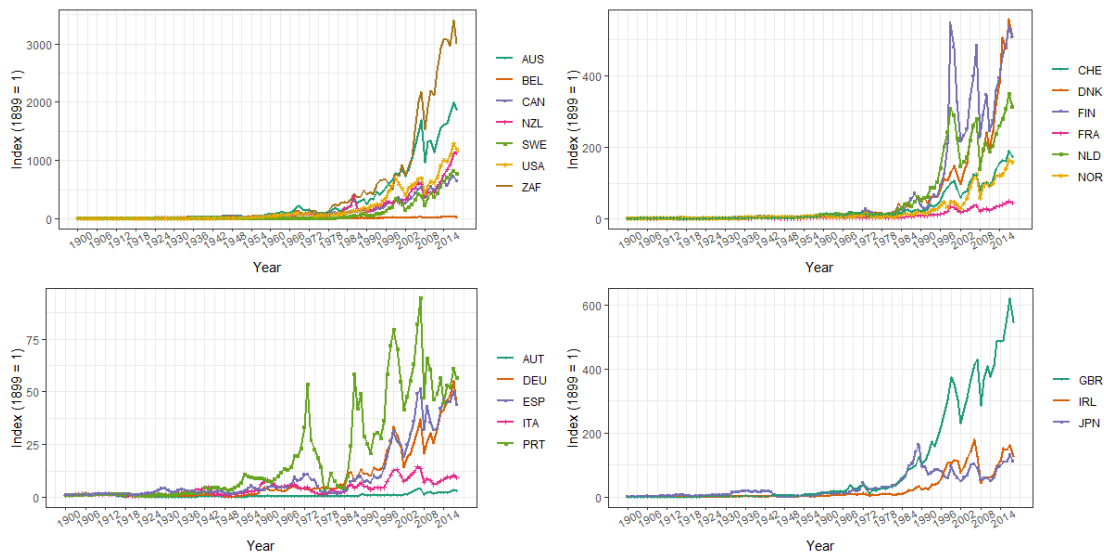 Index (1899 = 1)
3000
2000
1000
0
1900 1906 1912 1918 1924 1930 1936 1942 1948 1954 1960 1966 1972 1978 1984 1990 1996 2002 2008 2014
Year
AUS
BEL
CAN
NZL
SWE
USA
ZAF
Index (1899 = 1)
400
200
0
1900 1906 1912 1918 1924 1930 1936 1942 1948 1954 1960 1966 1972 1978 1984 1990 1996 2002 2008 2014
Year
CHE
DNK
FIN
FRA
NLD
NOR
Index (1899 = 1)
75
50
25
0
1900 1906 1912 1918 1924 1930 1936 1942 1948 1954 1960 1966 1972 1978 1984 1990 1996 2002 2008 2014
Year
AUT
DEU
ESP
ITA
PRT
Index (1899 = 1)
600
400
200
0
1900 1906 1912 1918 1924 1930 1936 1942 1948 1954 1960 1966 1972 1978 1984 1990 1996 2002 2008 2014
Year
GBR
IRL
JPN